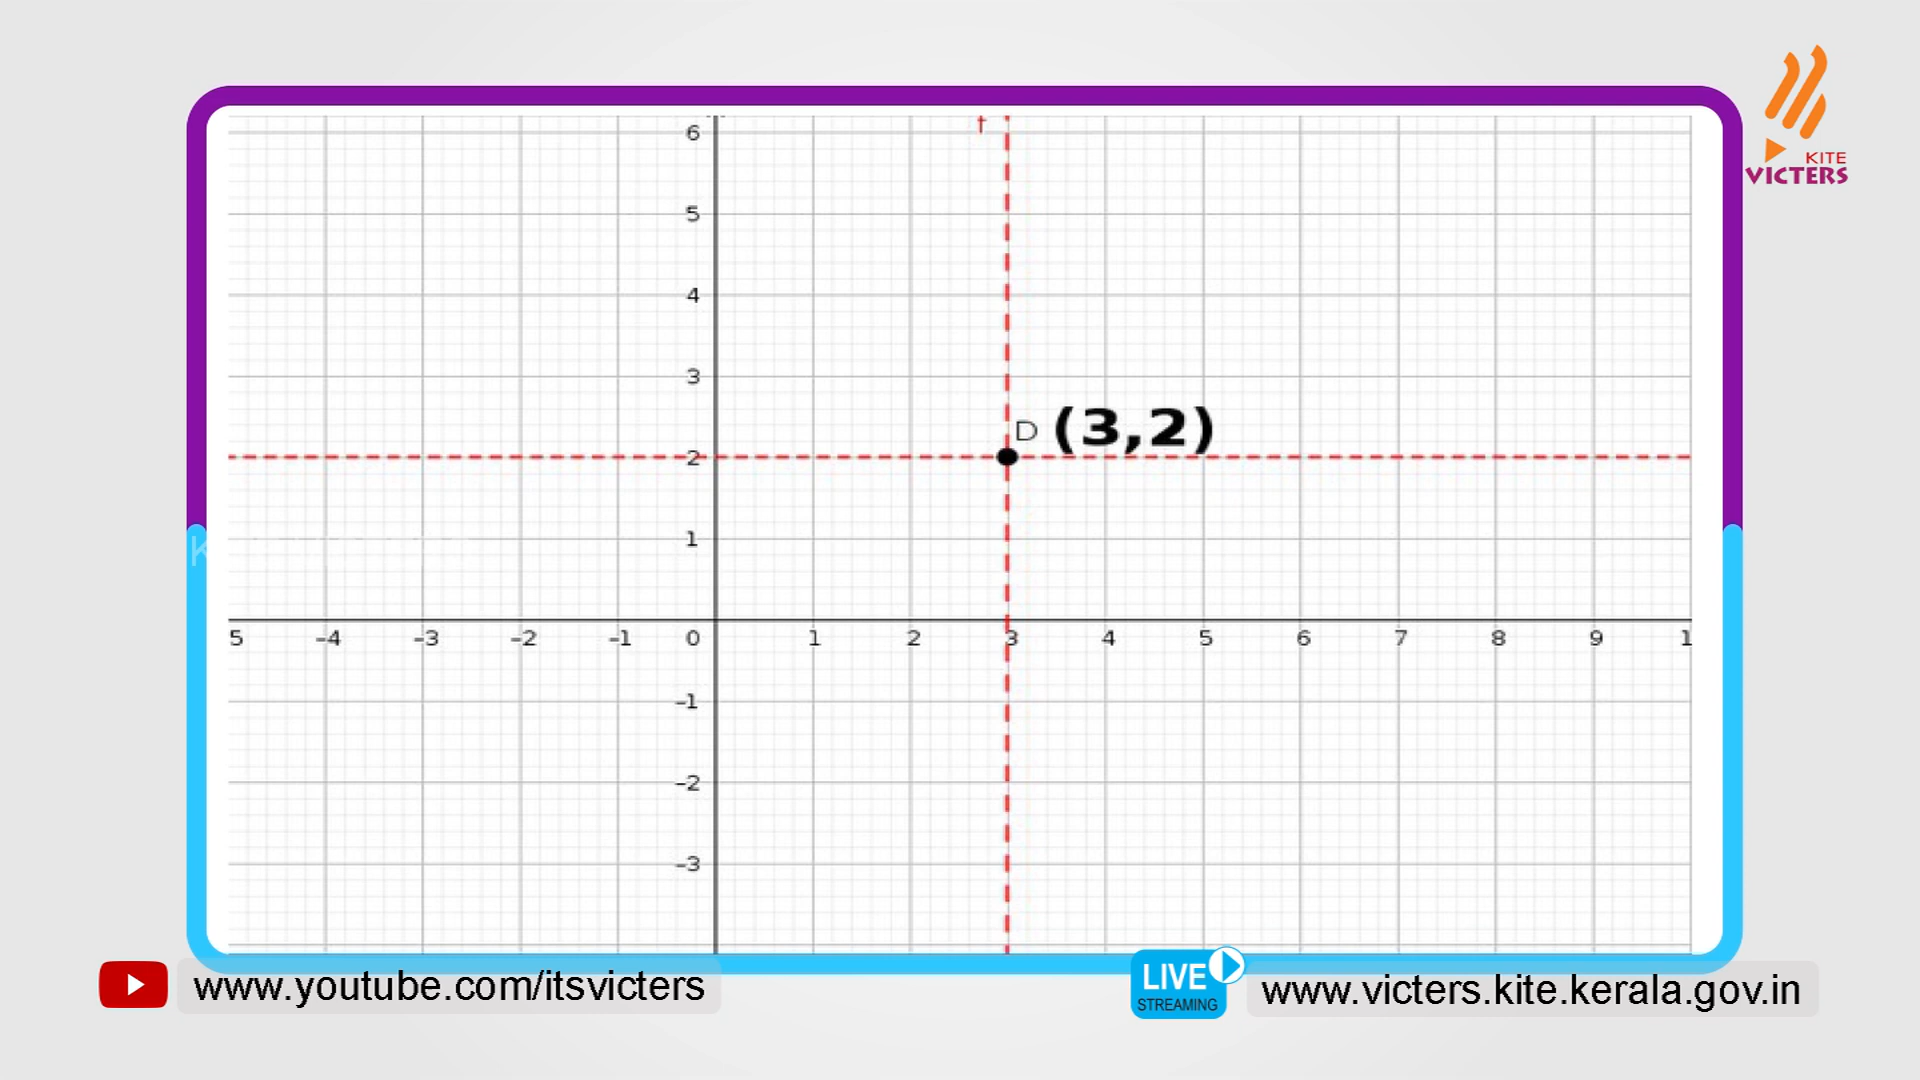 KITE
VICTERS
t
6
5
4
3
D (3,2)
2
1
5 -4 -3 -2 -1 0 1 2 3 4 5 6 7 8 9 1
-1
-2
-3
www.youtube.com/itsvicters
LIVE
STREAMING
www.victers.kite.kerala.gov.in